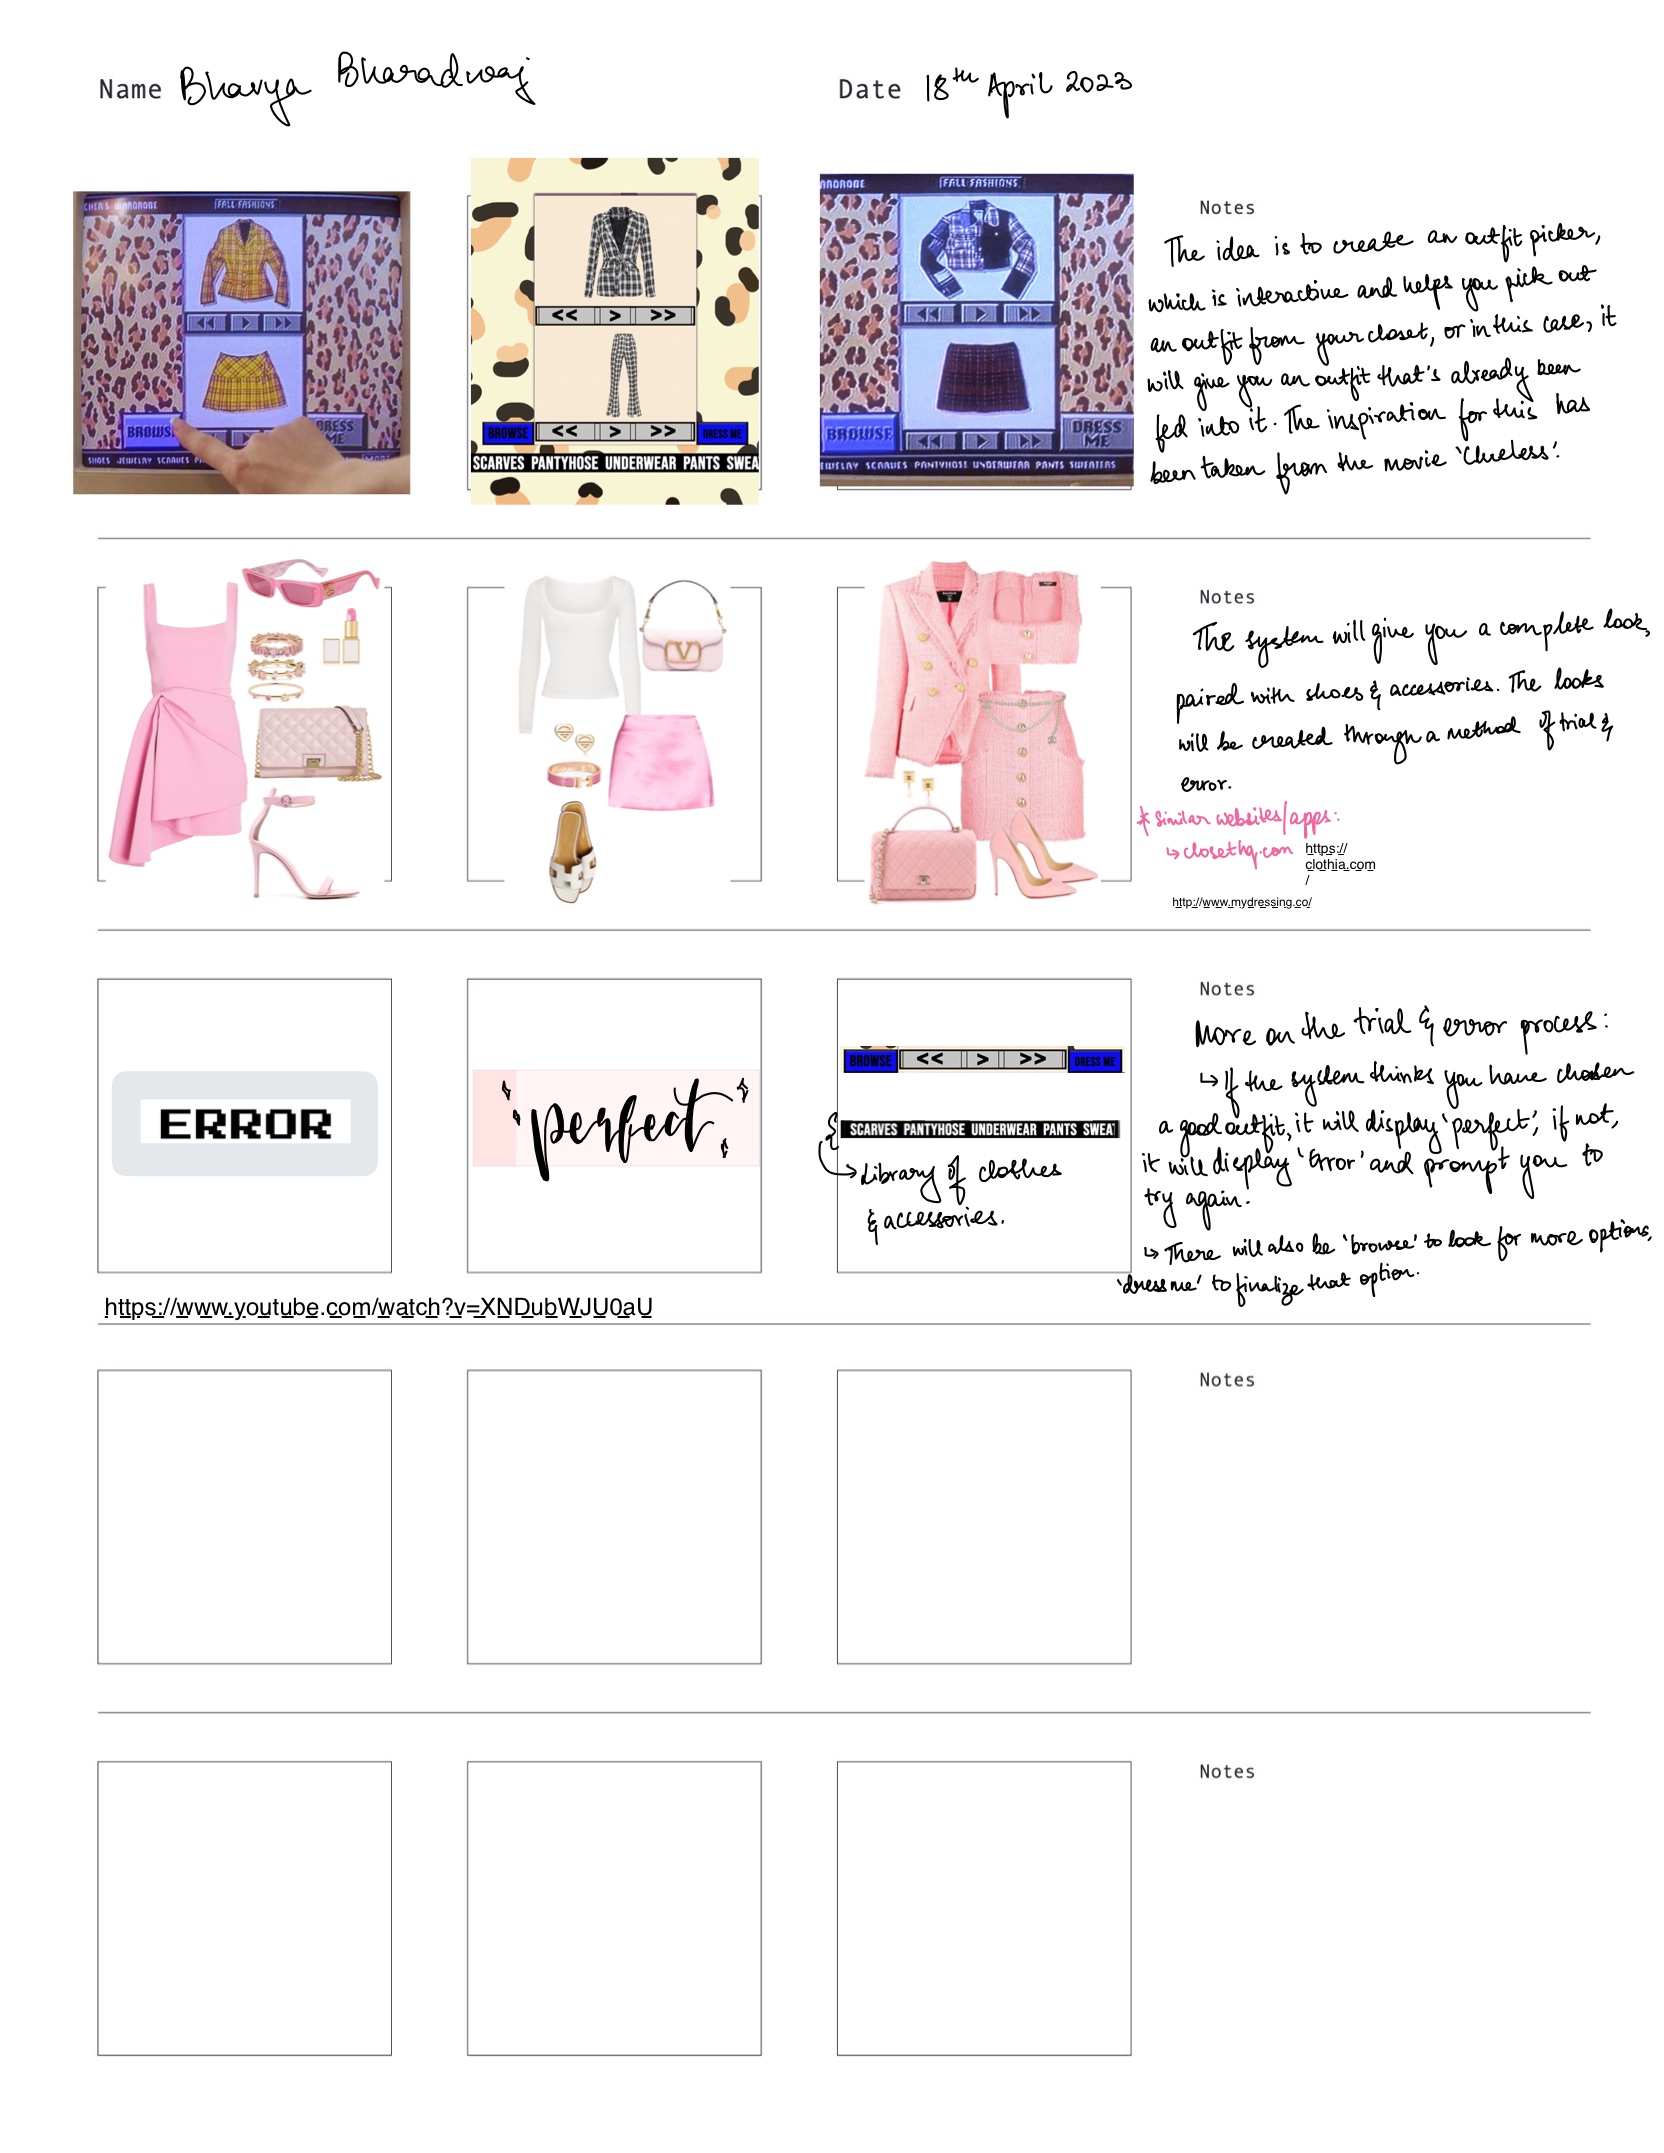 Name Bhavya Bharadwaj
Date 18th April 2023
CHER'S WARDROBE
FALL FASHIONS
BROWSE
DRESS ME
SHOES JEWELRY SCARVES PA
MORE
<< > >>
BROWSE << > >> DRESS ME
SCARVES PANTYHOSE UNDERWEAR PANTS SWEA
ARDROBE
FALL FASHIONS
BROWSE
DRESS ME
EWELRY SCARVES PANTYHOSE UNDERWEAR PANTS SWEATERS
Notes
The idea is to create an outfit picker,
which is interactive and helps you pick out
an outfit from your closet, or in this case, it
will give you an outfit that's already been
fed into it. The inspiration for this has
been taken from the movie 'Clueless'.
Notes
The system will give you a complete look,
paired with shoes & accessories. The looks
will be created through a method of trial &
error.
* Similar websites/apps:
↳ closethq.com
https://
clothia.com
/
http://www.mydressing.co/
ERROR
perfect
BROWSE << > >> DRESS ME
& SCARVES PANTYHOSE UNDERWEAR PANTS SWEAT
→ Library of clothes
& accessories.
Notes
More on the trial & error process:
↳ If the system thinks you have chosen
a good outfit, it will display 'perfect', if not,
it will display 'Error' and prompt you to
try again.
↳ There will also be 'browse' to look for more options,
'dress me' to finalize that option.
https://www.youtube.com/watch?v=XNDubWJU0aU
Notes
Notes